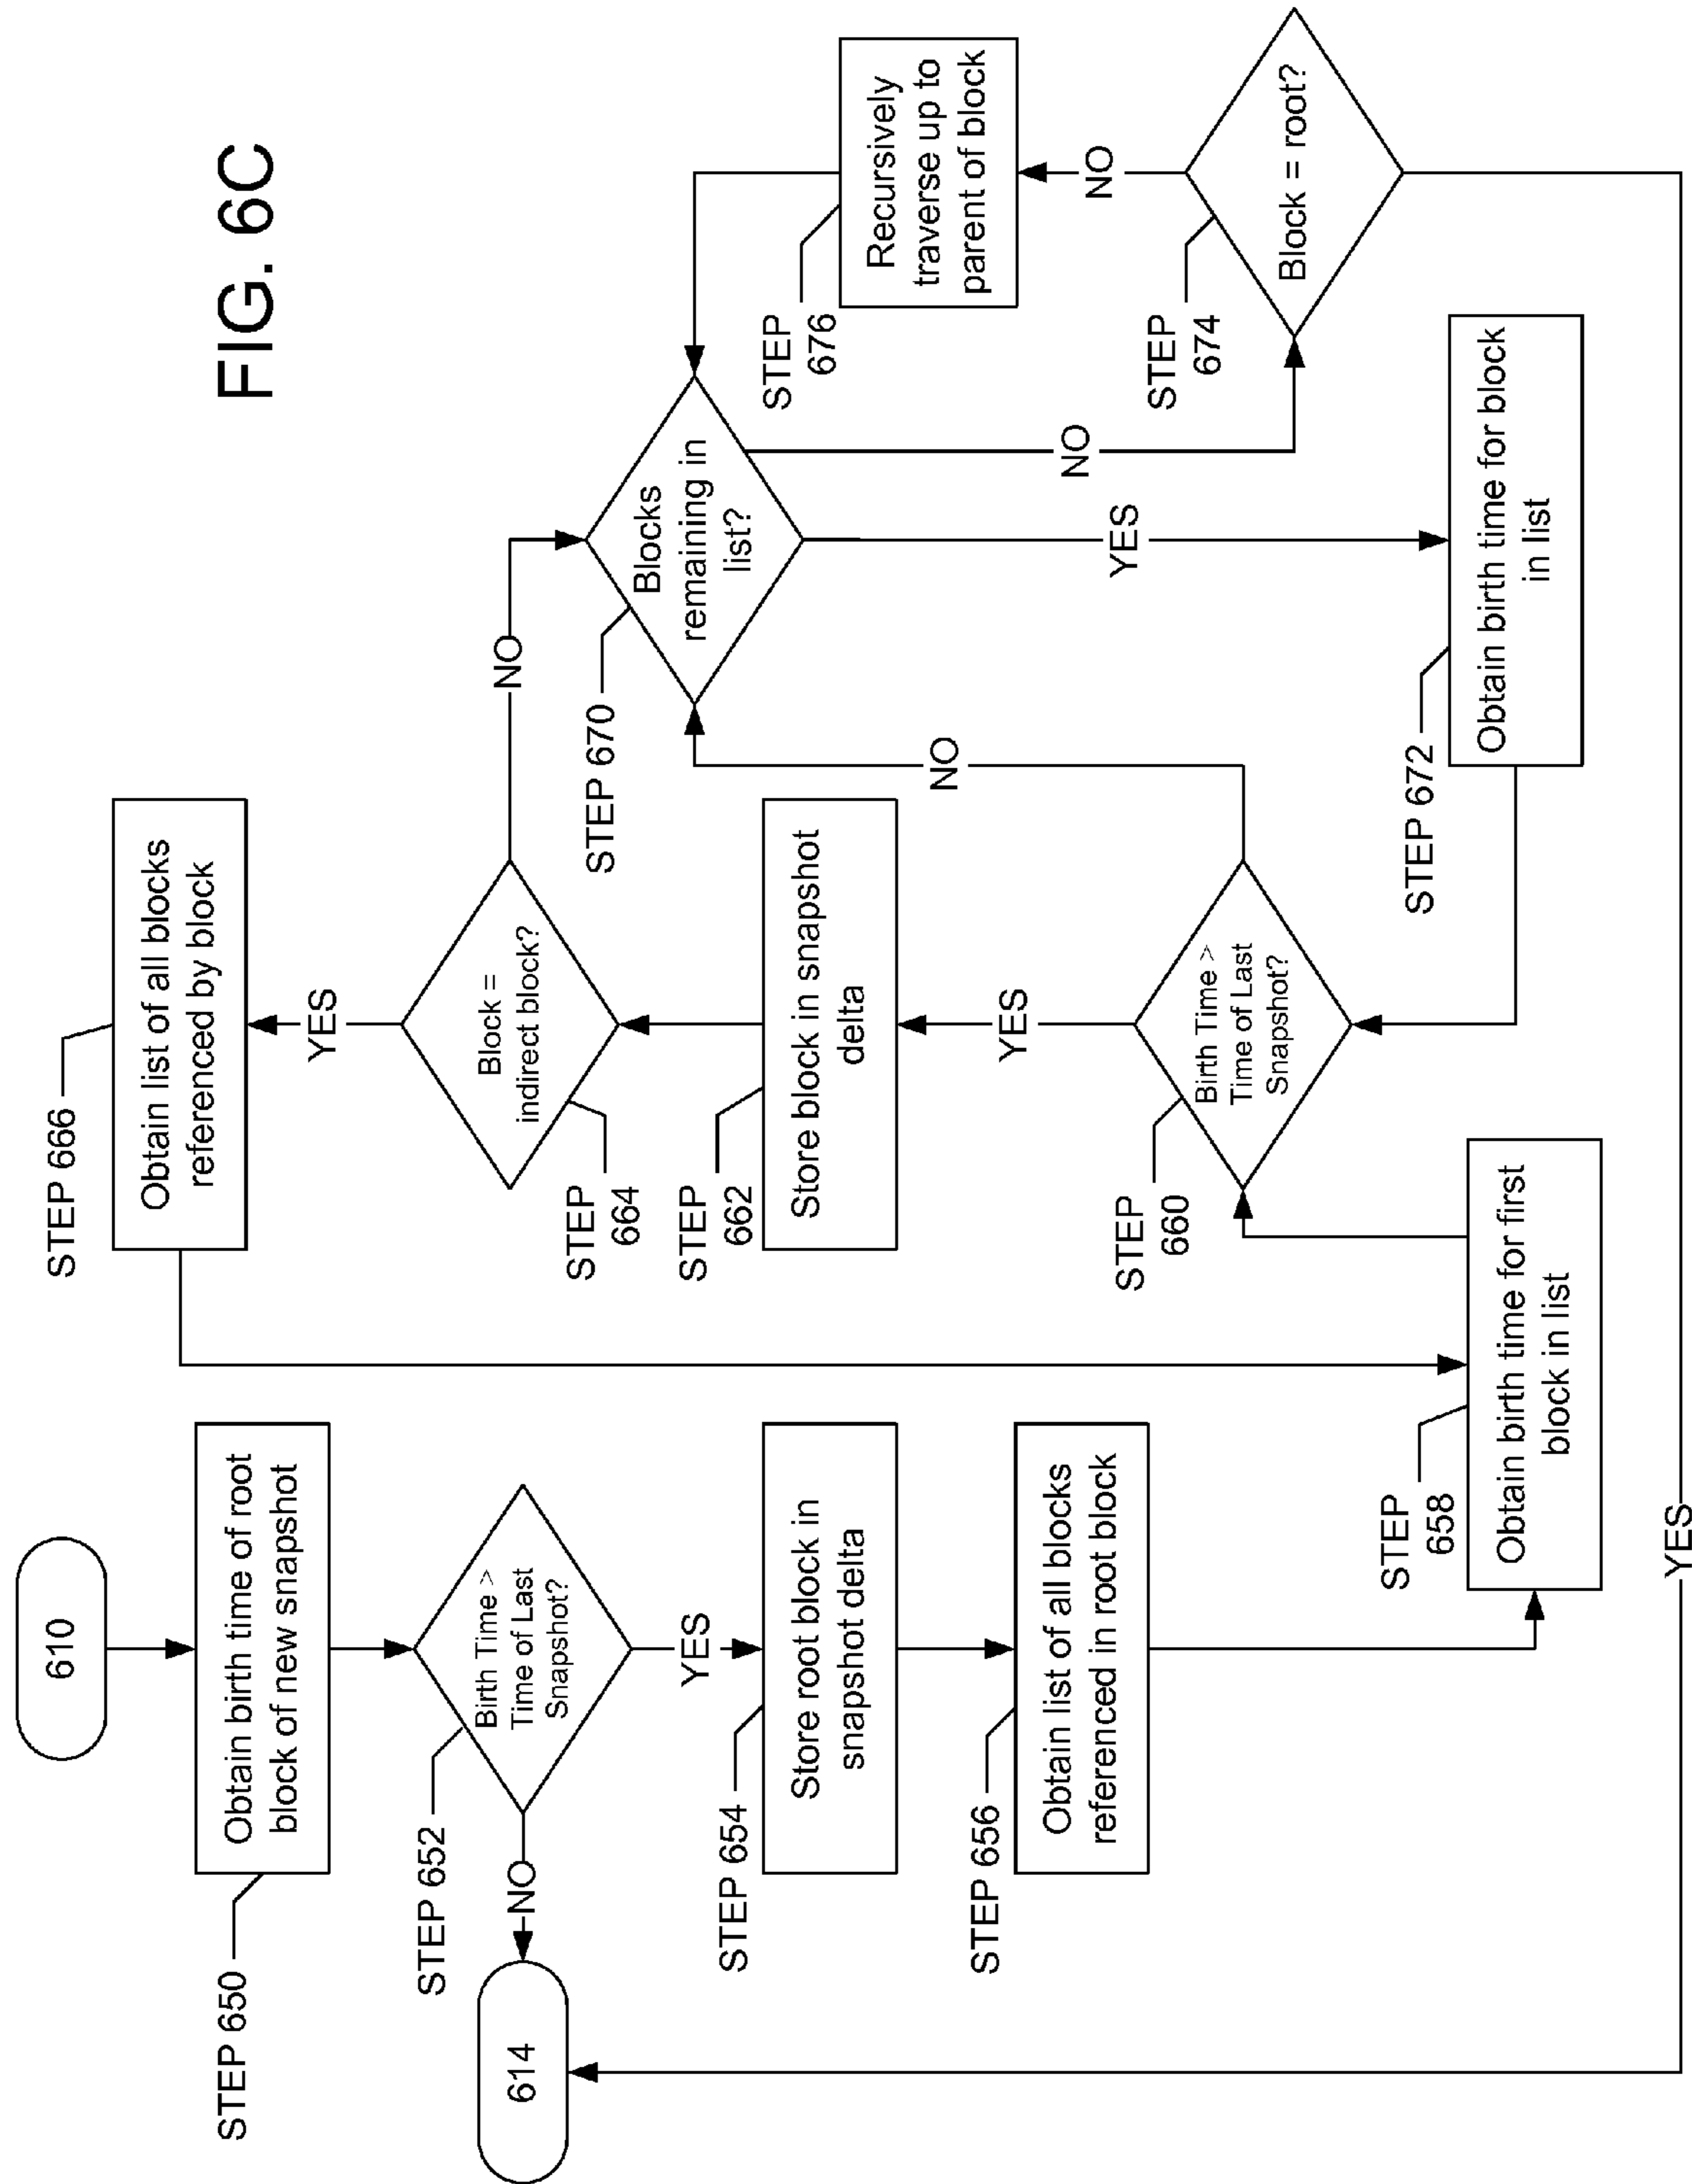 FIG. 6C
610
STEP 650
Obtain birth time of root
block of new snapshot
STEP 652
Birth Time >
Time of Last
Snapshot?
NO
614
YES
STEP 654
Store root block in
snapshot delta
STEP 656
Obtain list of all blocks
referenced in root block
STEP
658
Obtain birth time for first
block in list
STEP 666
Obtain list of all blocks
referenced by block
YES
Block =
indirect block?
STEP
664
NO
STEP
662
Store block in snapshot
delta
YES
STEP
660
Birth Time >
Time of Last
Snapshot?
NO
STEP 670
Blocks
remaining in
list?
YES
NO
STEP 672
Obtain birth time for block
in list
STEP
676
Recursively
traverse up to
parent of block
NO
STEP
674
Block = root?
YES